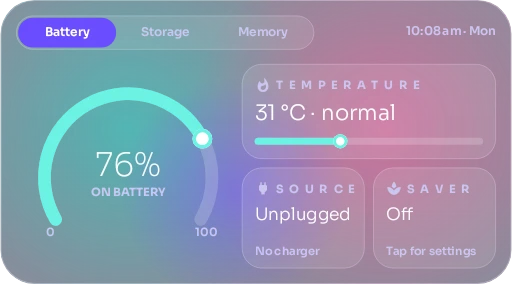 Battery Storage Memory
10:08am · Mon
TEMPERATURE
31 °C · normal
76%
ON BATTERY
0 100
SOURCE
Unplugged
No charger
SAVER
Off
Tap for settings